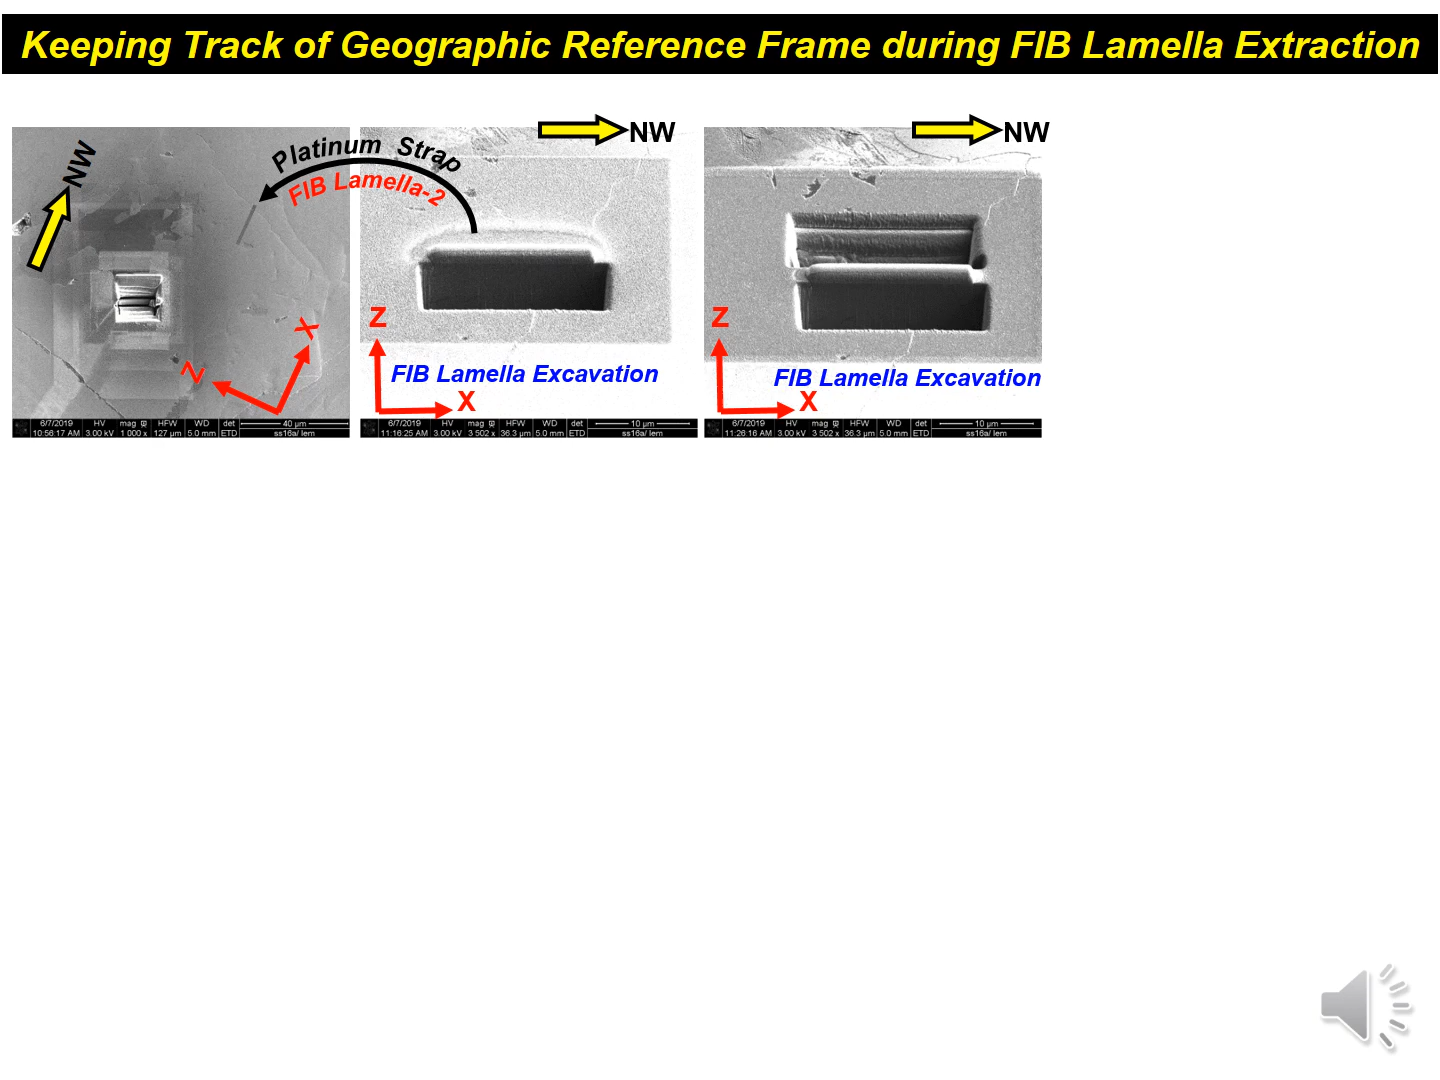 Keeping Track of Geographic Reference Frame during FIB Lamella Extraction
NW
Platinum Strap
FIB Lamella-2
X
Z
6/7/2019 HV mag WD HFW det 40 µm
10:56:17 AM 3.00 kV 1 000 x 127 µm 5.0 mm ETD ss16a/ lem
NW
Z
FIB Lamella Excavation
X
6/7/2019 HV mag HFW WD det 10 µm
11:16:25 AM 3.00 kV 3 502 x 36.3 µm 5.0 mm ETD ss16a/ lem
NW
Z
FIB Lamella Excavation
X
6/7/2019 HV mag HFW WD det 10 µm
11:26:16 AM 3.00 kV 3 502 x 36.3 µm 5.0 mm ETD ss16a/ lem